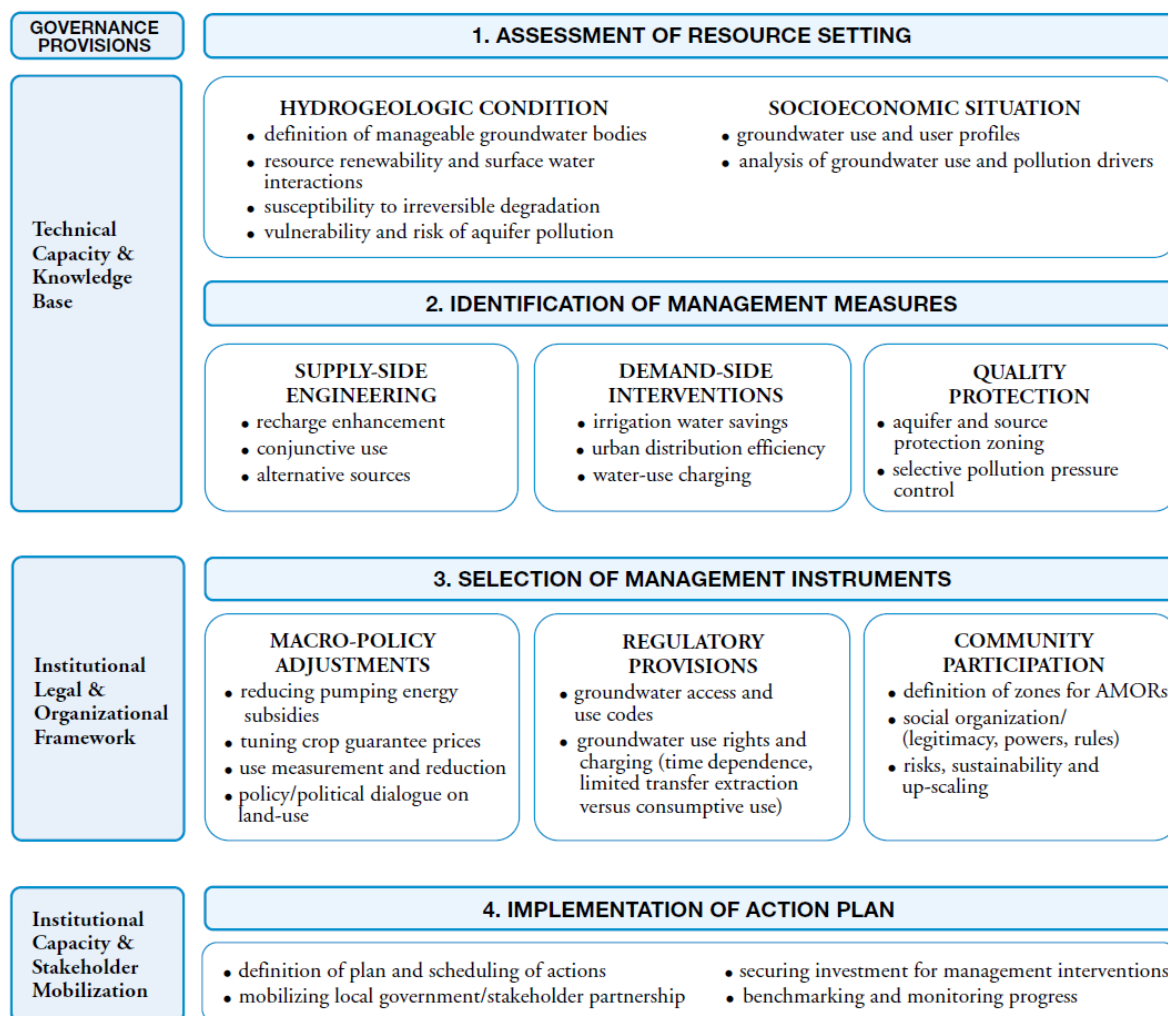 GOVERNANCE
PROVISIONS
1. ASSESSMENT OF RESOURCE SETTING
Technical
Capacity &
Knowledge
Base
HYDROGEOLOGIC CONDITION
• definition of manageable groundwater bodies
• resource renewability and surface water
interactions
• susceptibility to irreversible degradation
• vulnerability and risk of aquifer pollution
SOCIOECONOMIC SITUATION
• groundwater use and user profiles
• analysis of groundwater use and pollution drivers
2. IDENTIFICATION OF MANAGEMENT MEASURES
SUPPLY-SIDE
ENGINEERING
• recharge enhancement
• conjunctive use
• alternative sources
DEMAND-SIDE
INTERVENTIONS
• irrigation water savings
• urban distribution efficiency
• water-use charging
QUALITY
PROTECTION
• aquifer and source
protection zoning
• selective pollution pressure
control
Institutional
Legal &
Organizational
Framework
3. SELECTION OF MANAGEMENT INSTRUMENTS
MACRO-POLICY
ADJUSTMENTS
• reducing pumping energy
subsidies
• tuning crop guarantee prices
• use measurement and reduction
• policy/political dialogue on
land-use
REGULATORY
PROVISIONS
• groundwater access and
use codes
• groundwater use rights and
charging (time dependence,
limited transfer extraction
versus consumptive use)
COMMUNITY
PARTICIPATION
• definition of zones for AMORs
• social organization/
(legitimacy, powers, rules)
• risks, sustainability and
up-scaling
Institutional
Capacity &
Stakeholder
Mobilization
4. IMPLEMENTATION OF ACTION PLAN
• definition of plan and scheduling of actions
• mobilizing local government/stakeholder partnership
• securing investment for management interventions
• benchmarking and monitoring progress